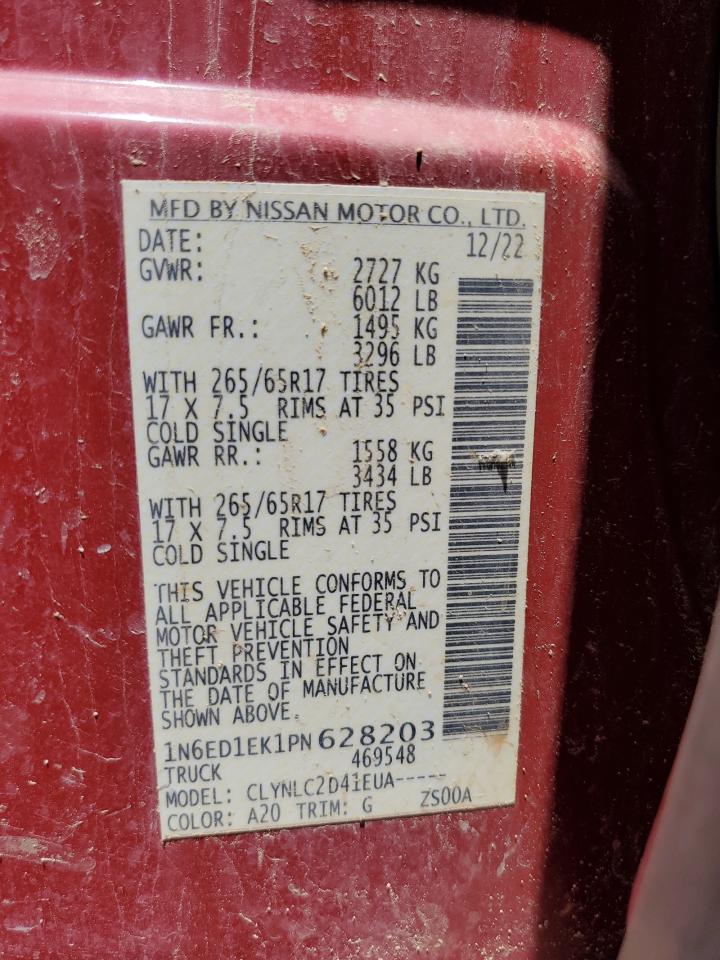 MFD BY NISSAN MOTOR CO., LTD.
DATE: 12/22
GVWR: 2727 KG
6012 LB
GAWR FR.: 1495 KG
3296 LB
WITH 265/65R17 TIRES
17 X 7.5 RIMS AT 35 PSI
COLD SINGLE
GAWR RR.: 1558 KG
3434 LB
WITH 265/65R17 TIRES
17 X 7.5 RIMS AT 35 PSI
COLD SINGLE
THIS VEHICLE CONFORMS TO
ALL APPLICABLE FEDERAL
MOTOR VEHICLE SAFETY AND
THEFT PREVENTION
STANDARDS IN EFFECT ON
THE DATE OF MANUFACTURE
SHOWN ABOVE.
1N6ED1EK1PN628203
TRUCK 469548
MODEL: CLYNLC2D41EUA-----
COLOR: A20 TRIM: G ZS00A